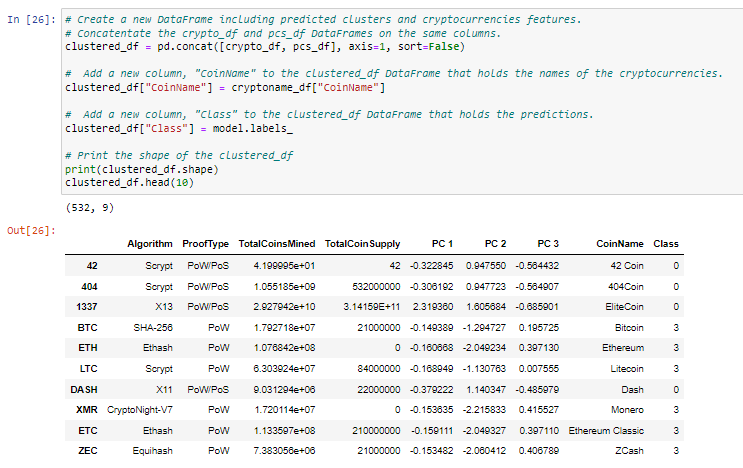 In [26]: # Create a new DataFrame including predicted clusters and cryptocurrencies features.
# Concatentate the crypto_df and pcs_df DataFrames on the same columns.
clustered_df = pd.concat([crypto_df, pcs_df], axis=1, sort=False)
#  Add a new column, "CoinName" to the clustered_df DataFrame that holds the names of the cryptocurrencies.
clustered_df["CoinName"] = cryptoname_df["CoinName"]
#  Add a new column, "Class" to the clustered_df DataFrame that holds the predictions.
clustered_df["Class"] = model.labels_
# Print the shape of the clustered_df
print(clustered_df.shape)
clustered_df.head(10)
(532, 9)
Out[26]:
Algorithm ProofType TotalCoinsMined TotalCoinSupply PC 1 PC 2 PC 3 CoinName Class
42 Scrypt PoW/PoS 4.199995e+01 42 -0.322845 0.947550 -0.564432 42 Coin 0
404 Scrypt PoW/PoS 1.055185e+09 532000000 -0.306192 0.947723 -0.564907 404Coin 0
1337 X13 PoW/PoS 2.927942e+10 3.14159E+11 2.319360 1.605684 -0.685901 EliteCoin 0
BTC SHA-256 PoW 1.792718e+07 21000000 -0.149389 -1.294727 0.195725 Bitcoin 3
ETH Ethash PoW 1.076842e+08 0 -0.160668 -2.049234 0.397130 Ethereum 3
LTC Scrypt PoW 6.303924e+07 84000000 -0.168949 -1.130763 0.007555 Litecoin 3
DASH X11 PoW/PoS 9.031294e+06 22000000 -0.379222 1.140347 -0.485979 Dash 0
XMR CryptoNight-V7 PoW 1.720114e+07 0 -0.153635 -2.215833 0.415527 Monero 3
ETC Ethash PoW 1.133597e+08 210000000 -0.159111 -2.049327 0.397110 Ethereum Classic 3
ZEC Equihash PoW 7.383056e+06 21000000 -0.153482 -2.060412 0.406789 ZCash 3